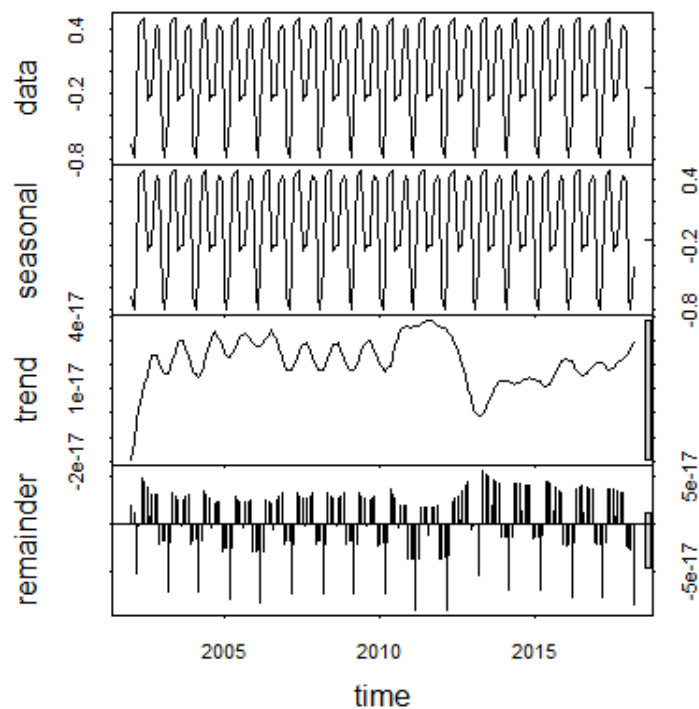 data
0.4
-0.2
-0.8
seasonal
0.4
-0.2
-0.8
trend
4e-17
1e-17
-2e-17
remainder
5e-17
-5e-17
2005 2010 2015
time